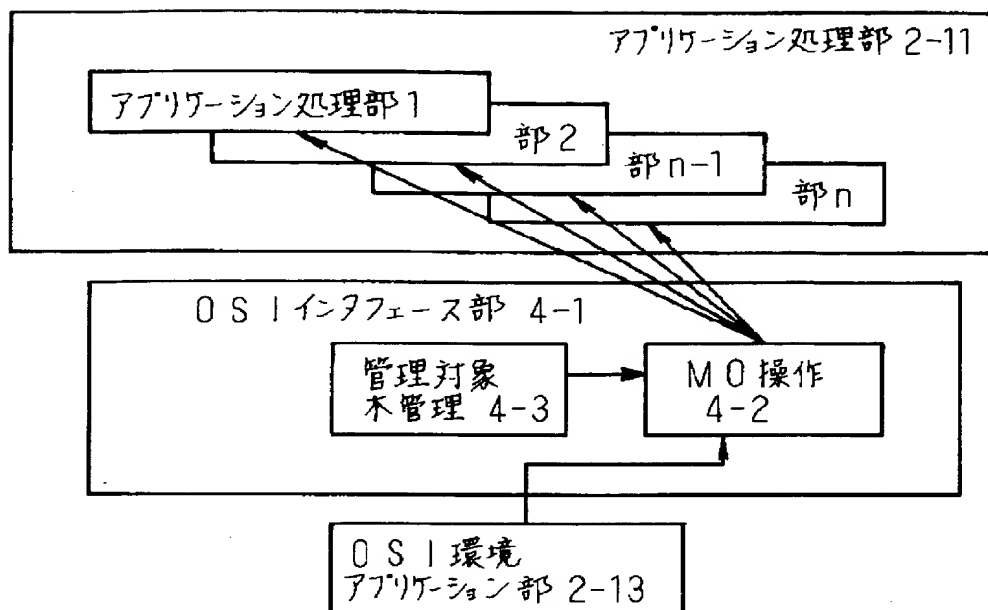 アプリケーション処理部 2-11
アプリケーション処理部1
部2
部n-1
部n
OSIインタフェース部 4-1
管理対象
木管理 4-3
MO操作
4-2
OSI環境
アプリケーション部 2-13